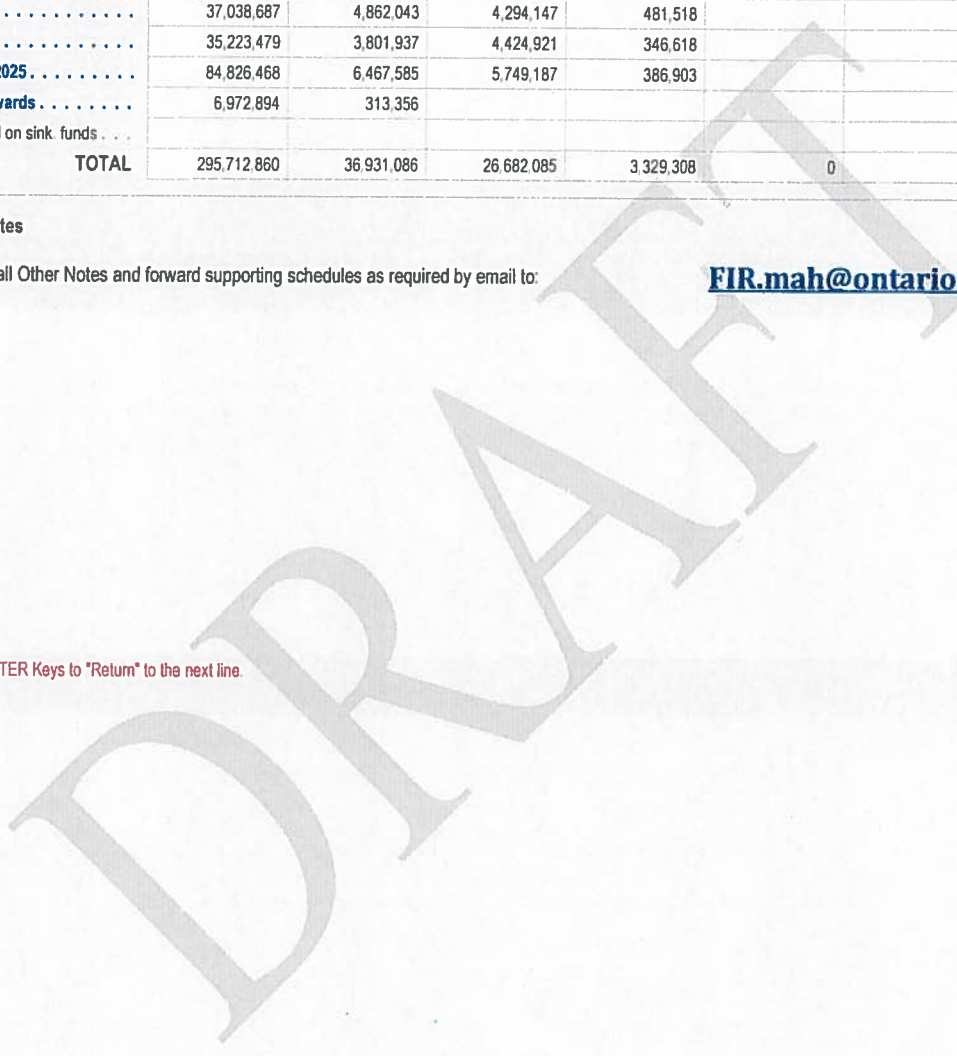 . . . . . . . . . . . 37,038,687 4,862,043 4,294,147 481,518
. . . . . . . . . . . 35,223,479 3,801,937 4,424,921 346,618
2025. . . . . . . . . 84,826,468 6,467,585 5,749,187 386,903
wards . . . . . . . . 6,972,894 313,356
on sink. funds . . .
TOTAL 295,712,860 36,931,086 26,682,085 3,329,308 0
tes
all Other Notes and forward supporting schedules as required by email to: FIR.mah@ontario
TER Keys to "Return" to the next line.
DRAFT